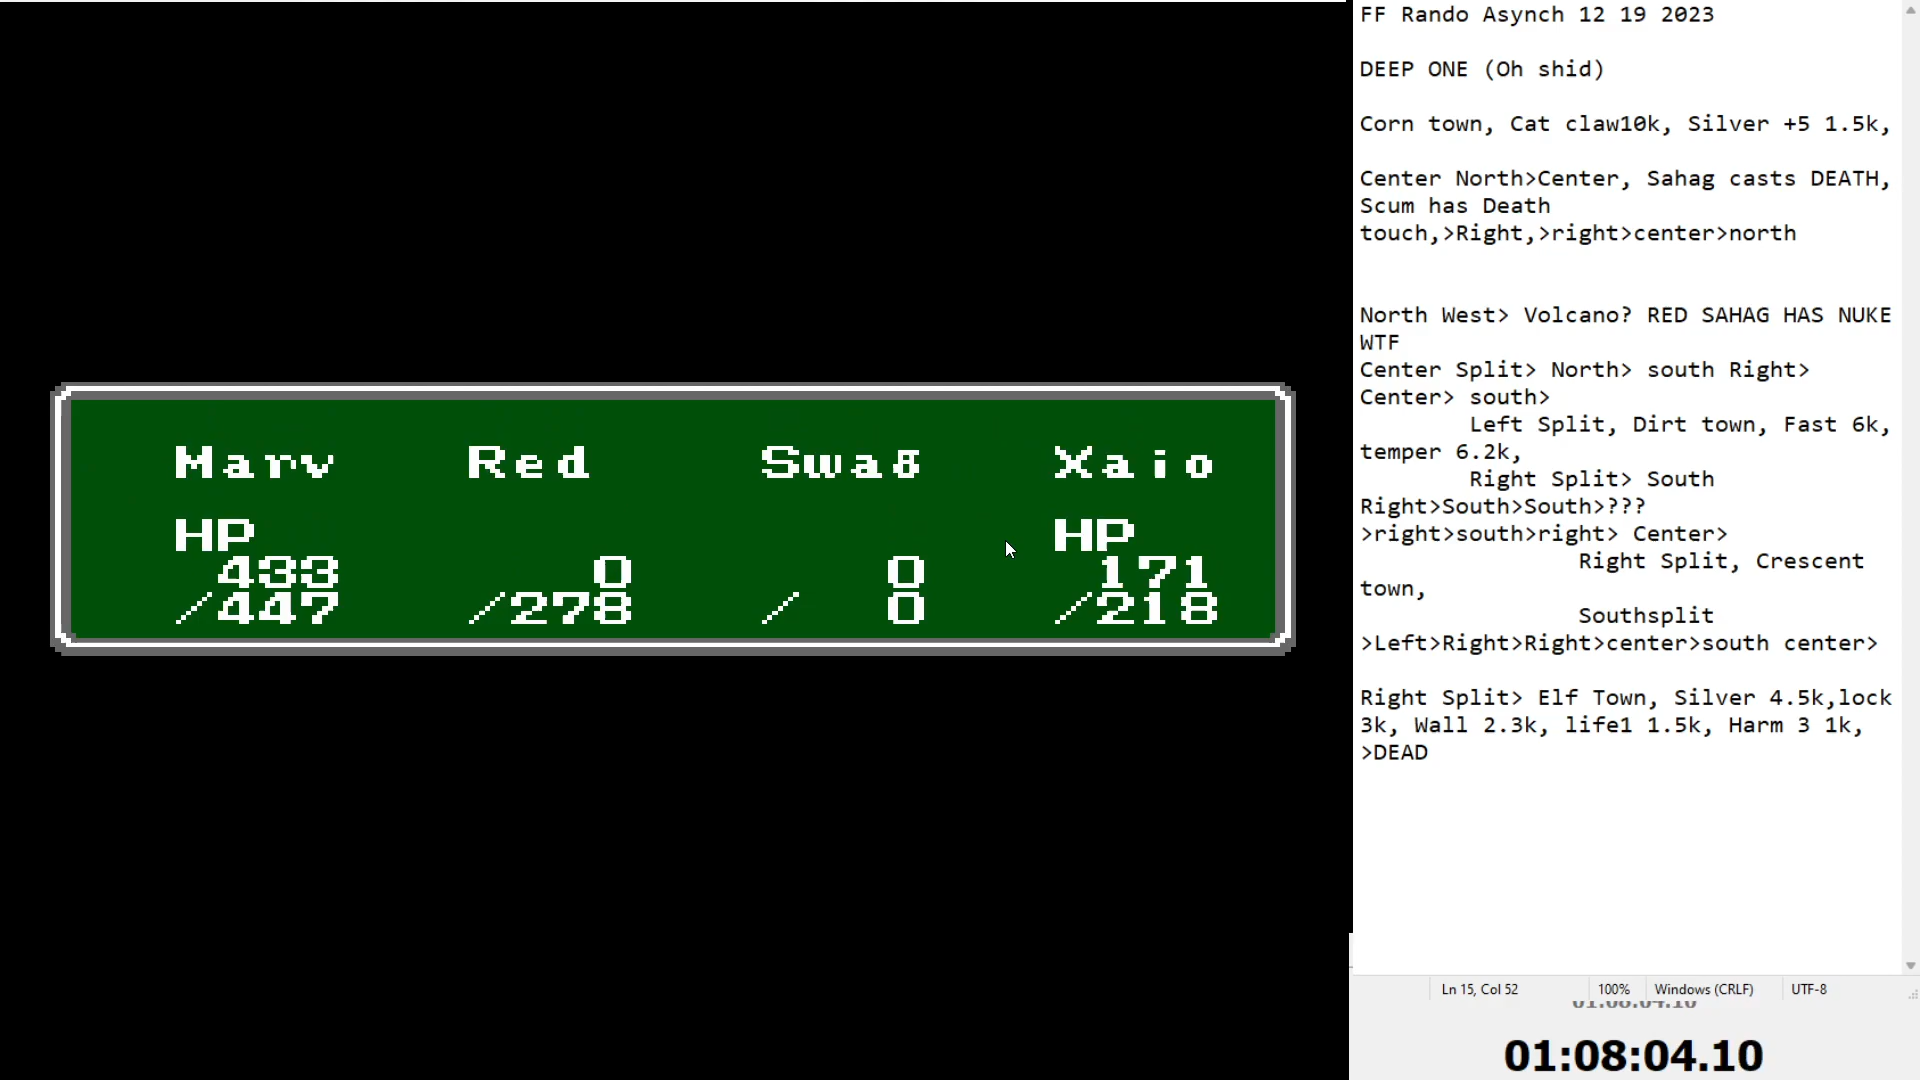 FF Rando Asynch 12 19 2023
DEEP ONE (Oh shid)
Corn town, Cat claw10k, Silver +5 1.5k,
Center North>Center, Sahag casts DEATH,
Scum has Death
touch,>Right,>right>center>north
North West> Volcano? RED SAHAG HAS NUKE
WTF
Center Split> North> south Right>
Center> south>
Left Split, Dirt town, Fast 6k,
temper 6.2k,
Right Split> South
Right>South>South>???
>right>south>right> Center>
Right Split, Crescent
town,
Southsplit
>Left>Right>Right>center>south center>
Right Split> Elf Town, Silver 4.5k,lock
3k, Wall 2.3k, life1 1.5k, Harm 3 1k,
>DEAD
Marv Red Swa8 Xaio
HP HP
433 0 0 171
/447 /278 / 0 /218
Ln 15, Col 52 100% Windows (CRLF) UTF-8
01:08:04.10
01:08:04.10